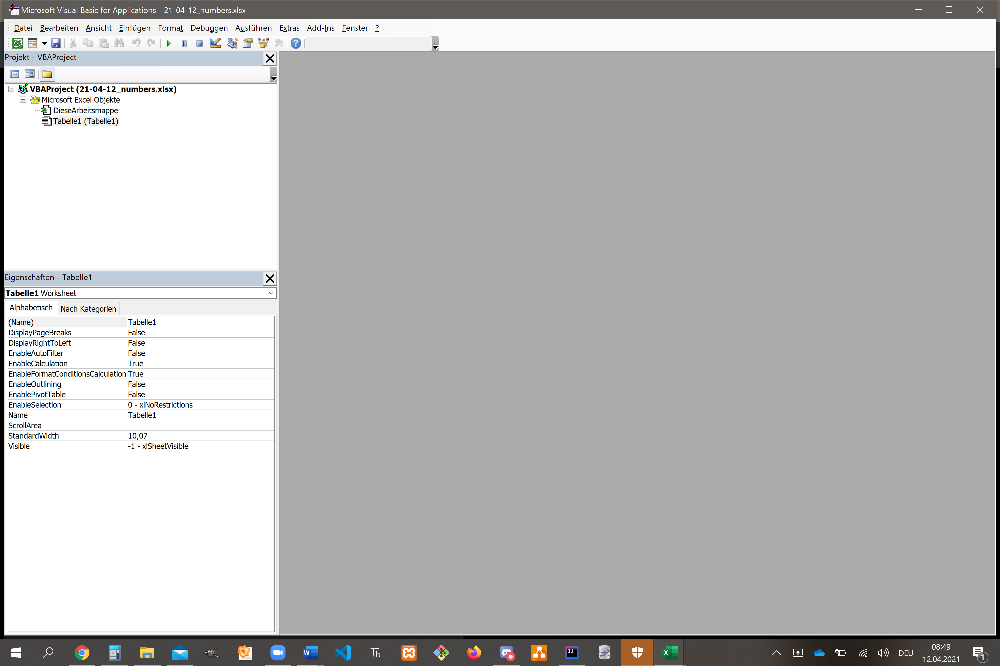 Microsoft Visual Basic for Applications - 21-04-12_numbers.xlsx
Datei Bearbeiten Ansicht Einfügen Format Debuggen Ausführen Extras Add-Ins Fenster ?
Projekt - VBAProject
VBAProject (21-04-12_numbers.xlsx)
Microsoft Excel Objekte
DieseArbeitsmappe
Tabelle1 (Tabelle1)
Eigenschaften - Tabelle1
Tabelle1 Worksheet
Alphabetisch Nach Kategorien
(Name) Tabelle1
DisplayPageBreaks False
DisplayRightToLeft False
EnableAutoFilter False
EnableCalculation True
EnableFormatConditionsCalculation True
EnableOutlining False
EnablePivotTable False
EnableSelection 0 - xlNoRestrictions
Name Tabelle1
ScrollArea
StandardWidth 10,07
Visible -1 - xlSheetVisible
W Th IJ X DEU 08:49
12.04.2021 1